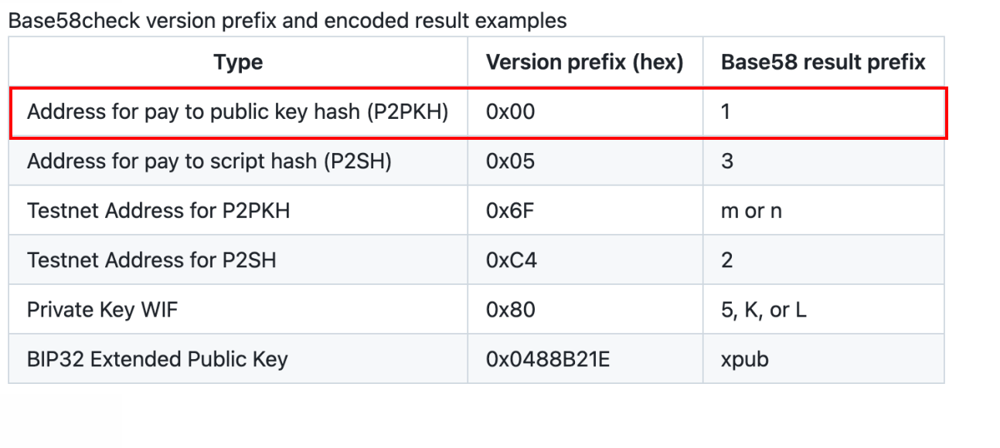 Base58check version prefix and encoded result examples
Type Version prefix (hex) Base58 result prefix
Address for pay to public key hash (P2PKH) 0x00 1
Address for pay to script hash (P2SH) 0x05 3
Testnet Address for P2PKH 0x6F m or n
Testnet Address for P2SH 0xC4 2
Private Key WIF 0x80 5, K, or L
BIP32 Extended Public Key 0x0488B21E xpub